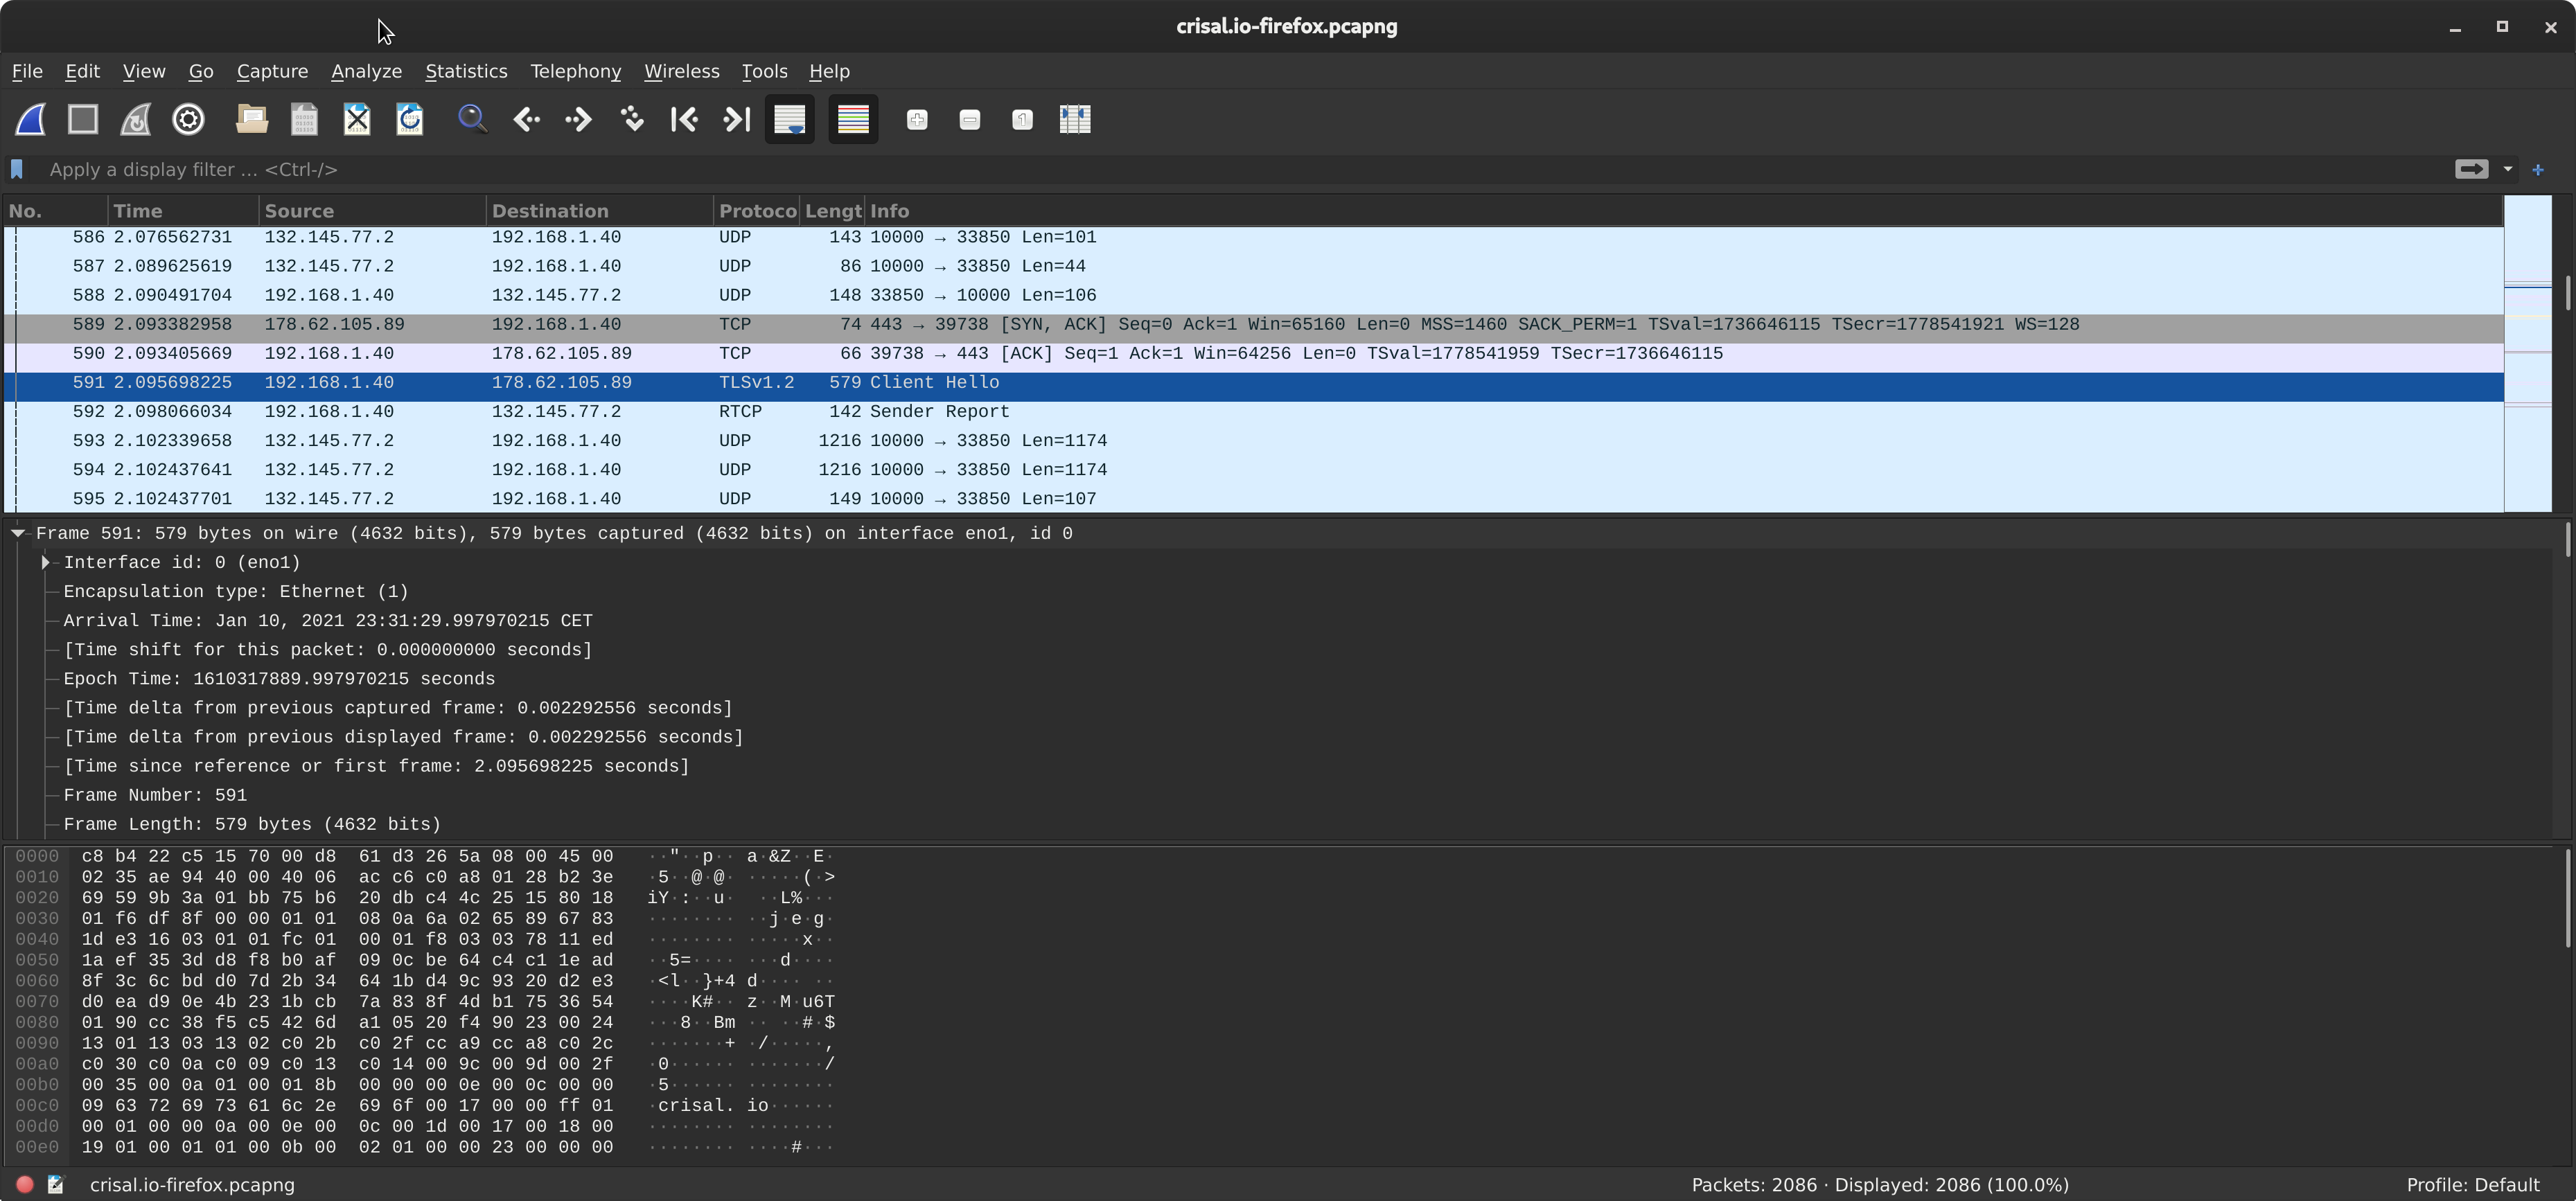 crisal.io-firefox.pcapng
File Edit View Go Capture Analyze Statistics Telephony Wireless Tools Help
Apply a display filter … <Ctrl-/>
No. Time Source Destination Protoco Lengt Info
586 2.076562731 132.145.77.2 192.168.1.40 UDP 143 10000 → 33850 Len=101
587 2.089625619 132.145.77.2 192.168.1.40 UDP 86 10000 → 33850 Len=44
588 2.090491704 192.168.1.40 132.145.77.2 UDP 148 33850 → 10000 Len=106
589 2.093382958 178.62.105.89 192.168.1.40 TCP 74 443 → 39738 [SYN, ACK] Seq=0 Ack=1 Win=65160 Len=0 MSS=1460 SACK_PERM=1 TSval=1736646115 TSecr=1778541921 WS=128
590 2.093405669 192.168.1.40 178.62.105.89 TCP 66 39738 → 443 [ACK] Seq=1 Ack=1 Win=64256 Len=0 TSval=1778541959 TSecr=1736646115
591 2.095698225 192.168.1.40 178.62.105.89 TLSv1.2 579 Client Hello
592 2.098066034 192.168.1.40 132.145.77.2 RTCP 142 Sender Report
593 2.102339658 132.145.77.2 192.168.1.40 UDP 1216 10000 → 33850 Len=1174
594 2.102437641 132.145.77.2 192.168.1.40 UDP 1216 10000 → 33850 Len=1174
595 2.102437701 132.145.77.2 192.168.1.40 UDP 149 10000 → 33850 Len=107
Frame 591: 579 bytes on wire (4632 bits), 579 bytes captured (4632 bits) on interface eno1, id 0
Interface id: 0 (eno1)
Encapsulation type: Ethernet (1)
Arrival Time: Jan 10, 2021 23:31:29.997970215 CET
[Time shift for this packet: 0.000000000 seconds]
Epoch Time: 1610317889.997970215 seconds
[Time delta from previous captured frame: 0.002292556 seconds]
[Time delta from previous displayed frame: 0.002292556 seconds]
[Time since reference or first frame: 2.095698225 seconds]
Frame Number: 591
Frame Length: 579 bytes (4632 bits)
0000 c8 b4 22 c5 15 70 00 d8 61 d3 26 5a 08 00 45 00 ··"··p·· a·&Z··E·
0010 02 35 ae 94 40 00 40 06 ac c6 c0 a8 01 28 b2 3e ·5··@·@· ·····(·>
0020 69 59 9b 3a 01 bb 75 b6 20 db c4 4c 25 15 80 18 iY·:··u· ··L%···
0030 01 f6 df 8f 00 00 01 01 08 0a 6a 02 65 89 67 83 ········ ··j·e·g·
0040 1d e3 16 03 01 01 fc 01 00 01 f8 03 03 78 11 ed ········ ·····x··
0050 1a ef 35 3d d8 f8 b0 af 09 0c be 64 c4 c1 1e ad ··5=···· ···d····
0060 8f 3c 6c bd d0 7d 2b 34 64 1b d4 9c 93 20 d2 e3 ·<l··}+4 d···· ··
0070 d0 ea d9 0e 4b 23 1b cb 7a 83 8f 4d b1 75 36 54 ····K#·· z··M·u6T
0080 01 90 cc 38 f5 c5 42 6d a1 05 20 f4 90 23 00 24 ···8··Bm ·· ··#·$
0090 13 01 13 03 13 02 c0 2b c0 2f cc a9 cc a8 c0 2c ·······+ ·/·····,
00a0 c0 30 c0 0a c0 09 c0 13 c0 14 00 9c 00 9d 00 2f ·0······ ·······/
00b0 00 35 00 0a 01 00 01 8b 00 00 00 0e 00 0c 00 00 ·5······ ········
00c0 09 63 72 69 73 61 6c 2e 69 6f 00 17 00 00 ff 01 ·crisal. io······
00d0 00 01 00 00 0a 00 0e 00 0c 00 1d 00 17 00 18 00 ········ ········
00e0 19 01 00 01 01 00 0b 00 02 01 00 00 23 00 00 00 ········ ····#···
crisal.io-firefox.pcapng Packets: 2086 · Displayed: 2086 (100.0%) Profile: Default